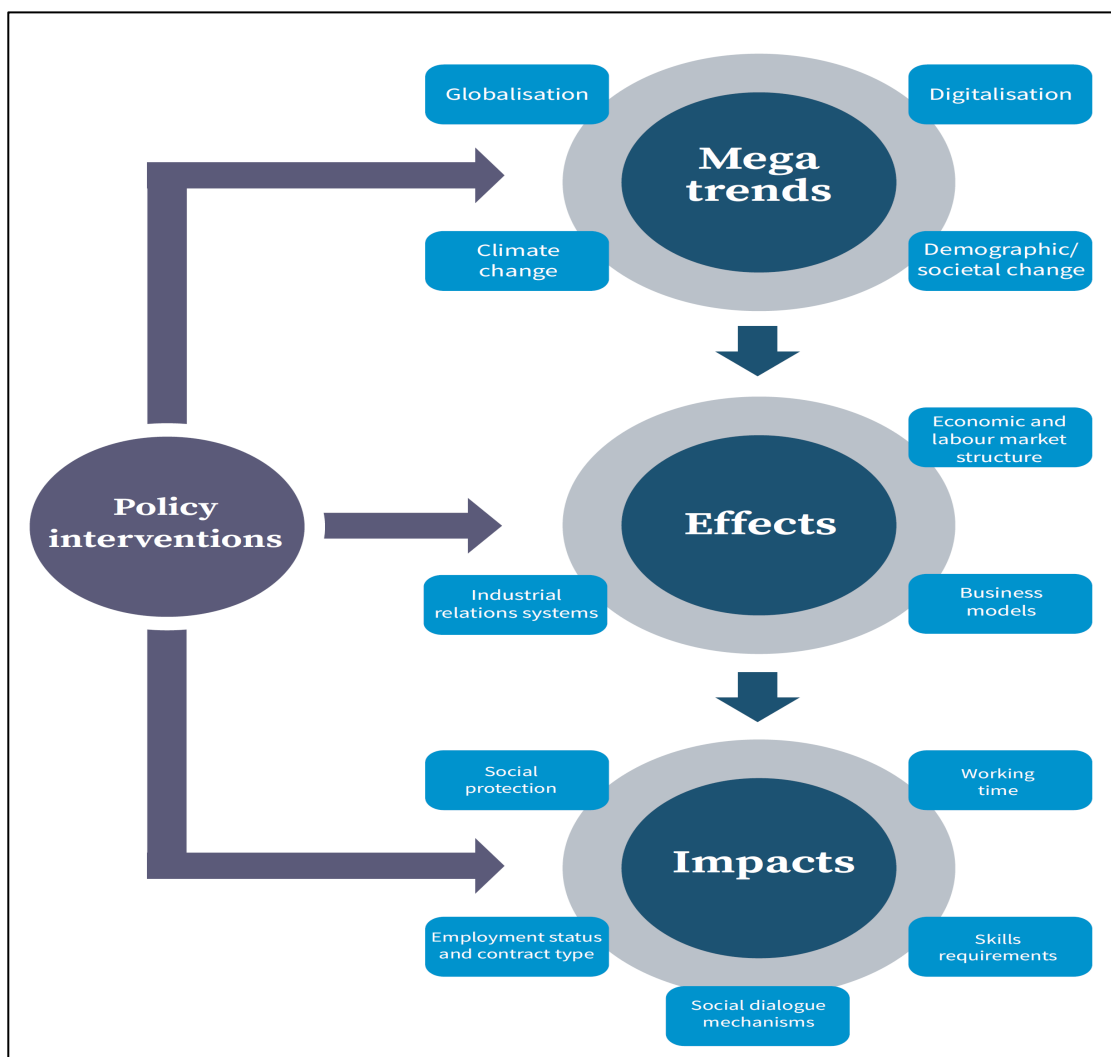 Globalisation
Digitalisation
Mega
trends
Climate
change
Demographic/
societal change
Policy
interventions
Economic and
labour market
structure
Effects
Industrial
relations systems
Business
models
Social
protection
Working
time
Impacts
Employment status
and contract type
Skills
requirements
Social dialogue
mechanisms